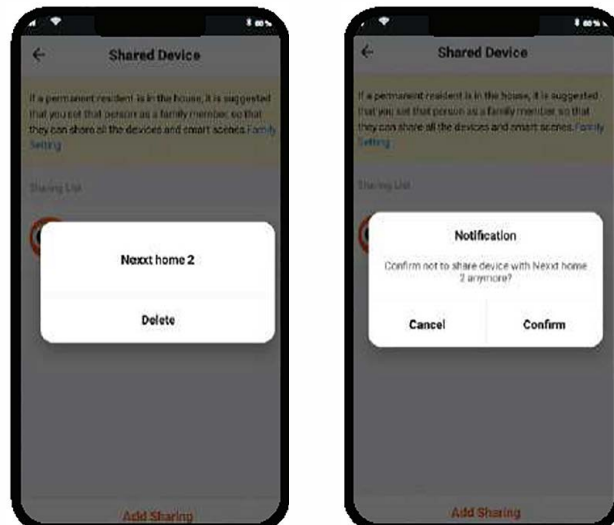 Shared Device
If a permanent resident is in the house, it is suggested
that you set that person as a family member, so that
they can share all the devices and smart scenes.Family
Setting
Sharing List
Nexxt home 2
Delete
Add Sharing
Shared Device
If a permanent resident is in the house, it is suggested
that you set that person as a family member, so that
they can share all the devices and smart scenes.Family
Setting
Sharing List
Notification
Confirm not to share device with Nexxt home
2 anymore?
Cancel
Confirm
Add Sharing